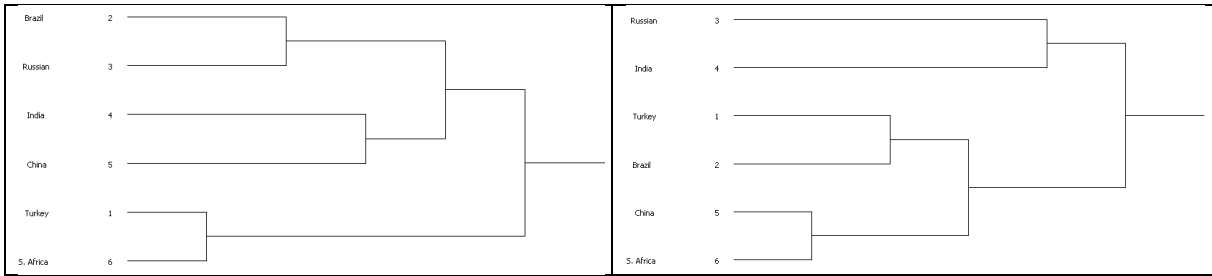 Brazil 2
Russian 3
India 4
China 5
Turkey 1
S. Africa 6
Russian 3
India 4
Turkey 1
Brazil 2
China 5
S. Africa 6